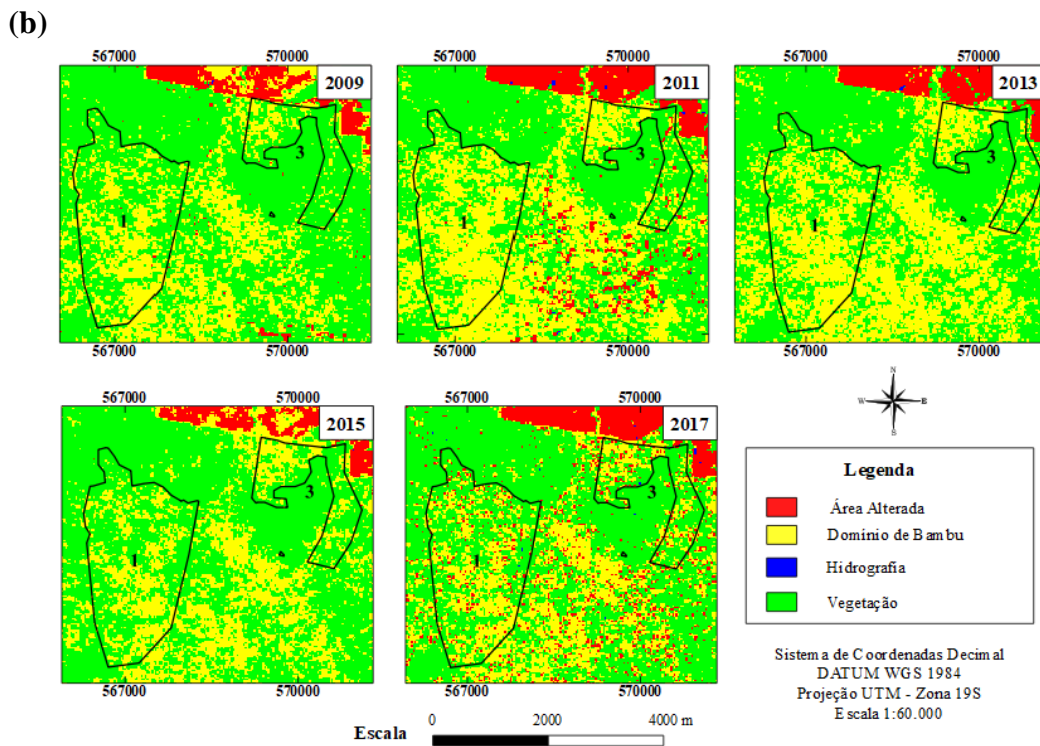 (b)
567000 570000 567000 570000 567000 570000
2009 2011 2013
3 3 3
1 1 1
567000 570000 567000 570000 567000 570000
567000 570000 567000 570000
2015 2017
3 3
1 1
567000 570000 567000 570000
N
W E
S
Legenda
Área Alterada
Domínio de Bambu
Hidrografia
Vegetação
Sistema de Coordenadas Decimal
DATUM WGS 1984
Projeção UTM - Zona 19S
Escala 1:60.000
Escala 0 2000 4000 m